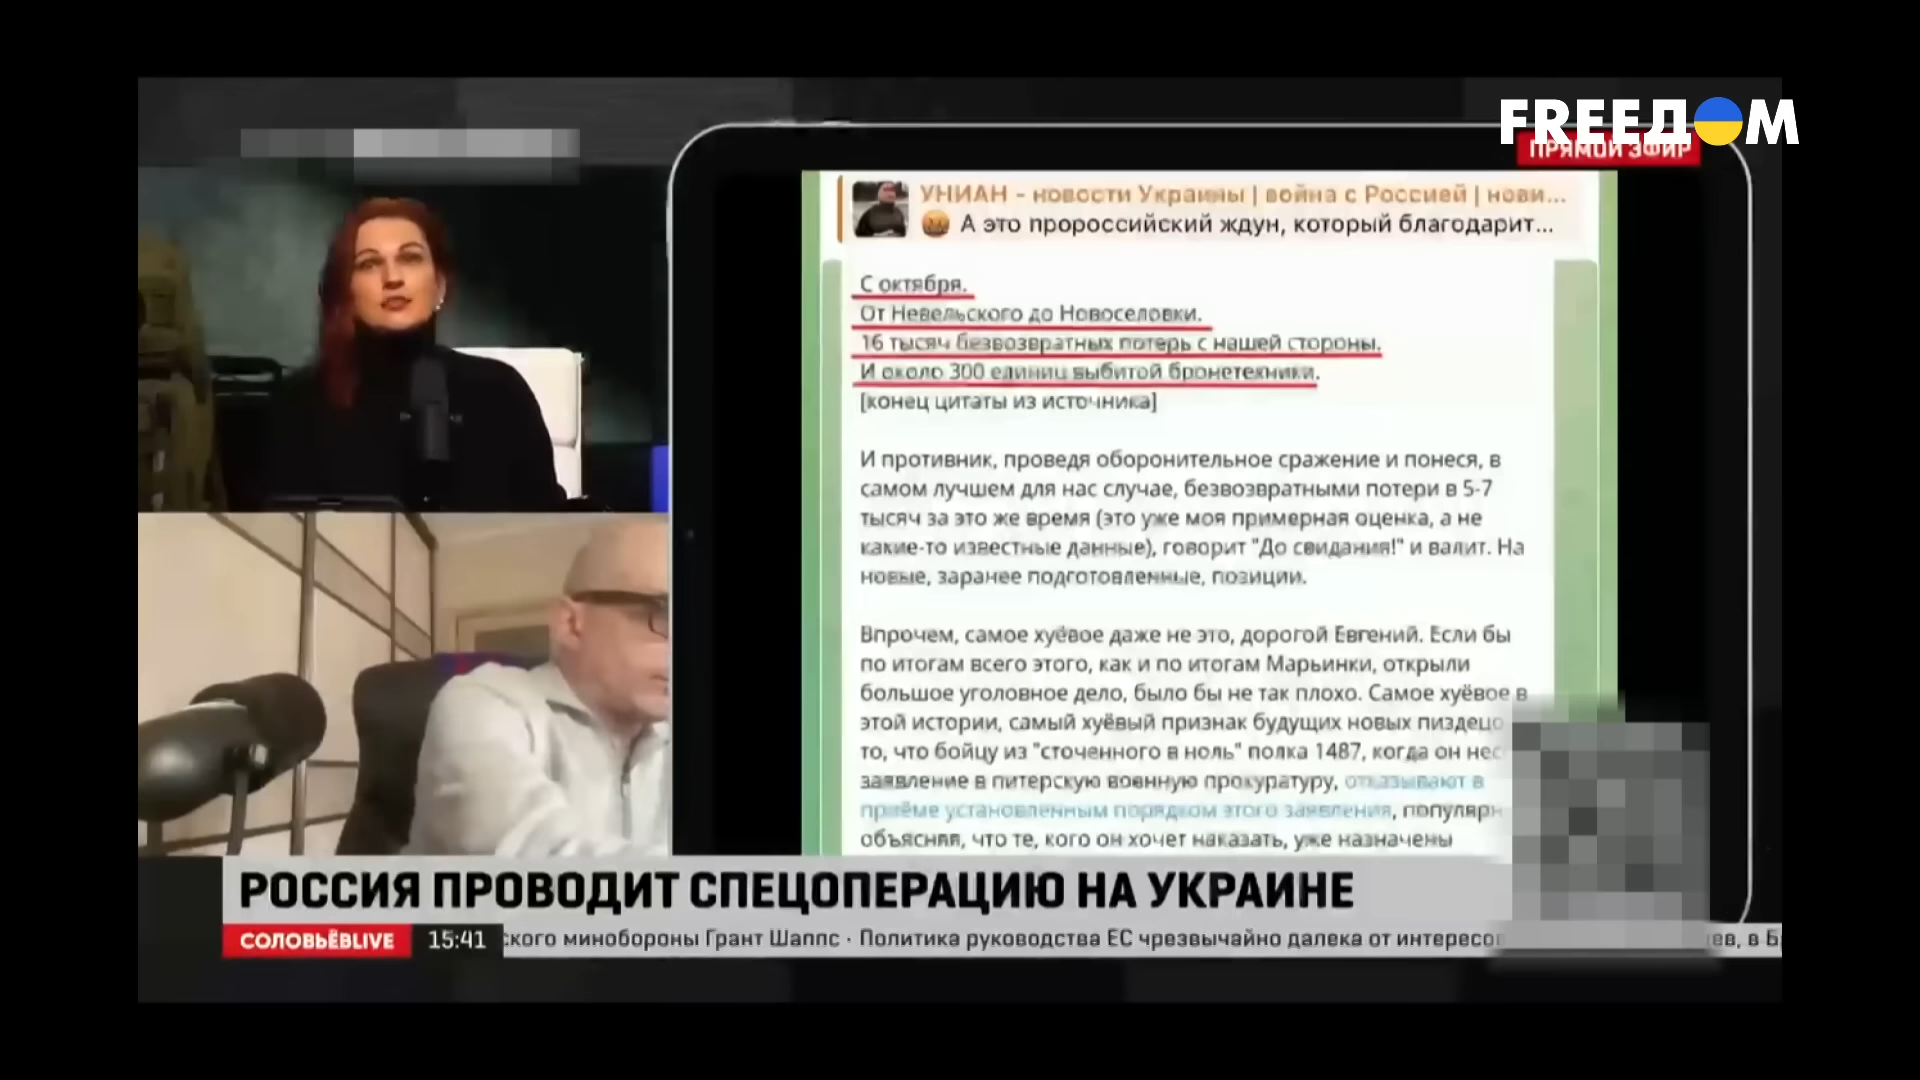 FREEДOM
ПРЯМОЙ ЭФИР
УНИАН - новости Украины | война с Россией | нови...
А это пророссийский ждун, который благодарит...
С октября.
От Невельского до Новоселовки.
16 тысяч безвозвратных потерь с нашей стороны.
И около 300 единиц выбитой бронетехники.
[конец цитаты из источника]
И противник, проведя оборонительное сражение и понеся, в
самом лучшем для нас случае, безвозвратными потери в 5-7
тысяч за это же время (это уже моя примерная оценка, а не
какие-то известные данные), говорит "До свидания!" и валит. На
новые, заранее подготовленные, позиции.
Впрочем, самое хуёвое даже не это, дорогой Евгений. Если бы
по итогам всего этого, как и по итогам Марьинки, открыли
большое уголовное дело, было бы не так плохо. Самое хуёвое в
этой истории, самый хуёвый признак будущих новых пиздецо
то, что бойцу из "сточенного в ноль" полка 1487, когда он нес
заявление в питерскую военную прокуратуру, отказывают в
приёме установленным порядком этого заявления, популярн
объясняя, что те, кого он хочет наказать, уже назначены
РОССИЯ ПРОВОДИТ СПЕЦОПЕРАЦИЮ НА УКРАИНЕ
СОЛОВЬЁВLIVE 15:41 ского минобороны Грант Шаппс · Политика руководства ЕС чрезвычайно далека от интересо ев, в Б